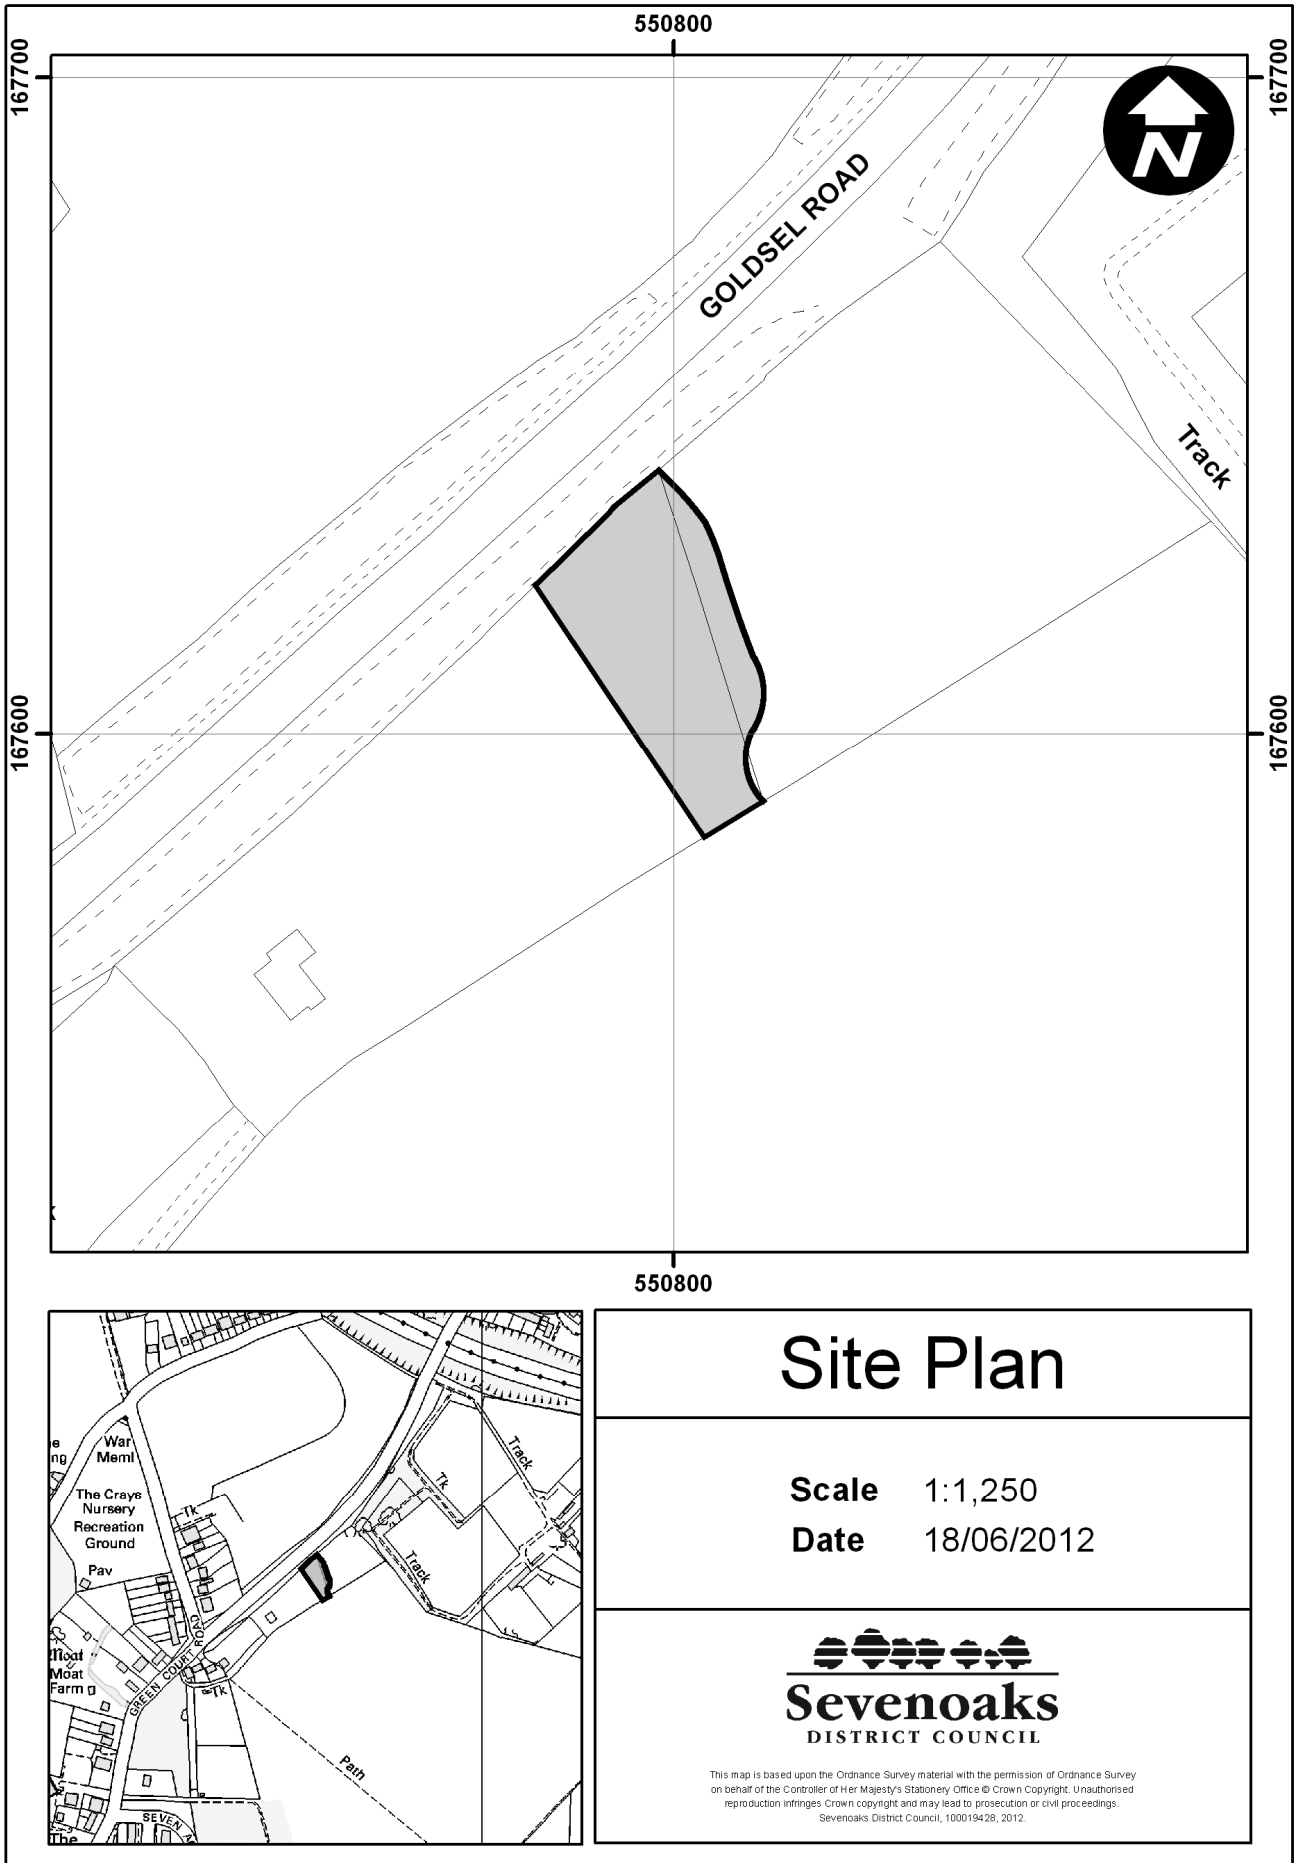 550800
167700
167700
N
GOLDSEL ROAD
Track
167600
167600
550800
War
Meml
The Crays
Nursery
Recreation
Ground
Pav
Tk
Tk
Track
Track
Moat
Moat
Farm
GREEN COURT ROAD
Tk
Path
SEVEN A
The
Site Plan
Scale 1:1,250
Date 18/06/2012
Sevenoaks
DISTRICT COUNCIL
This map is based upon the Ordnance Survey material with the permission of Ordnance Survey
on behalf of the Controller of Her Majesty's Stationery Office © Crown Copyright. Unauthorised
reproduction infringes Crown copyright and may lead to prosecution or civil proceedings.
Sevenoaks District Council, 100019428, 2012.